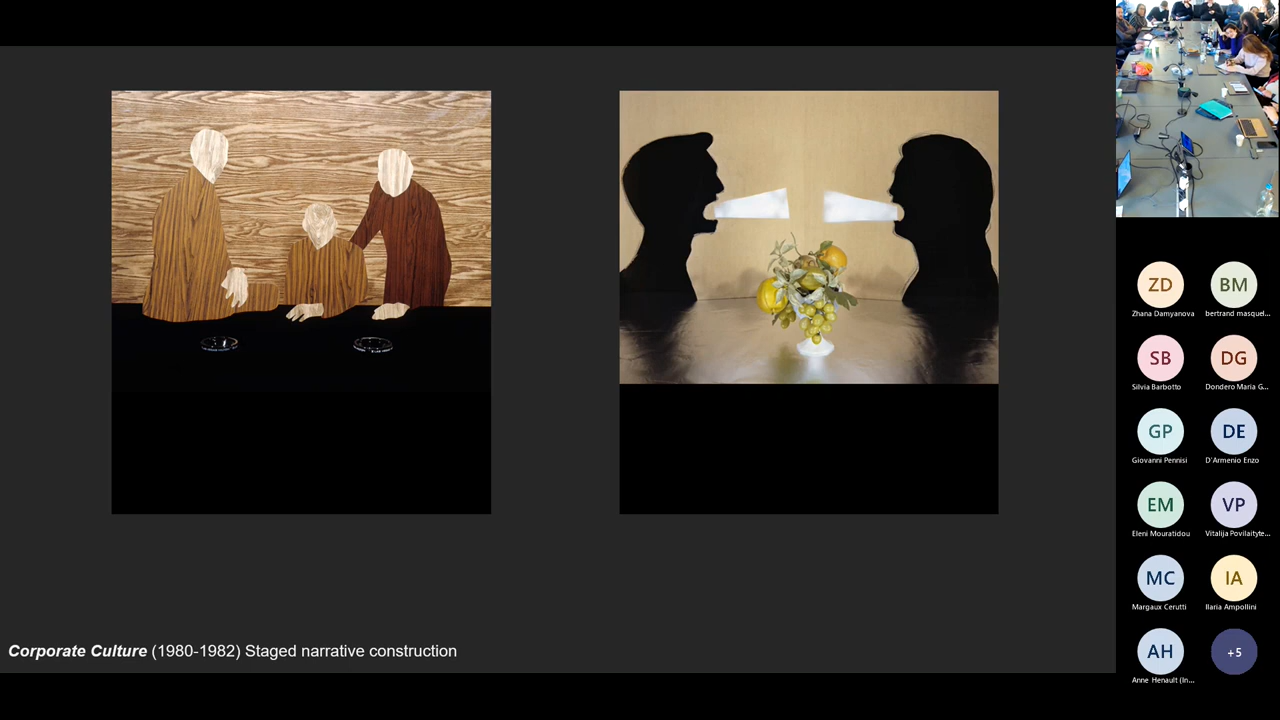 Corporate Culture (1980-1982) Staged narrative construction
ZD
Zhana Damyanova
BM
bertrand masquel...
SB
Silvia Barbotto
DG
Dondero Maria G...
GP
Giovanni Pennisi
DE
D'Armenio Enzo
EM
Eleni Mouratidou
VP
Vitalija Povilaityte...
MC
Margaux Cerutti
IA
Ilaria Ampollini
AH
Anne Henault (In...
+5